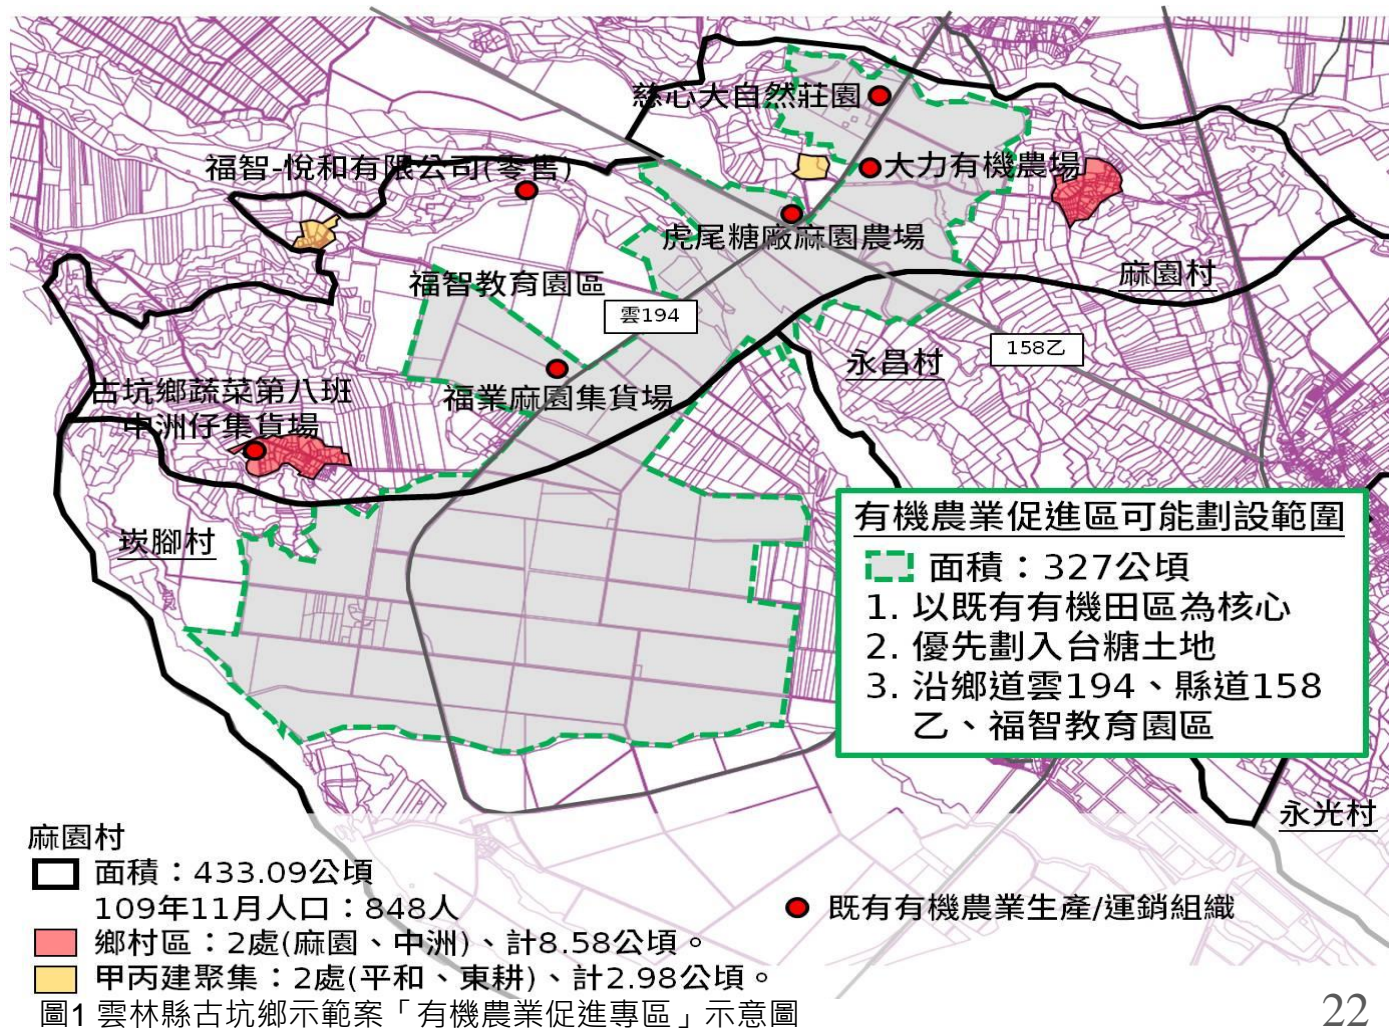 慈心大自然莊園
福智-悅和有限公司(零售)
大力有機農場
虎尾糖廠麻園農場
麻園村
福智教育園區
雲194
158乙
永昌村
古坑鄉蔬菜第八班
中洲仔集貨場
福業麻園集貨場
崁腳村
有機農業促進區可能劃設範圍
面積：327公頃
1. 以既有有機田區為核心
2. 優先劃入台糖土地
3. 沿鄉道雲194、縣道158
乙、福智教育園區
永光村
麻園村
面積：433.09公頃
109年11月人口：848人
既有有機農業生產/運銷組織
鄉村區：2處(麻園、中洲)、計8.58公頃。
甲丙建聚集：2處(平和、東耕)、計2.98公頃。
圖1 雲林縣古坑鄉示範案「有機農業促進專區」示意圖
22